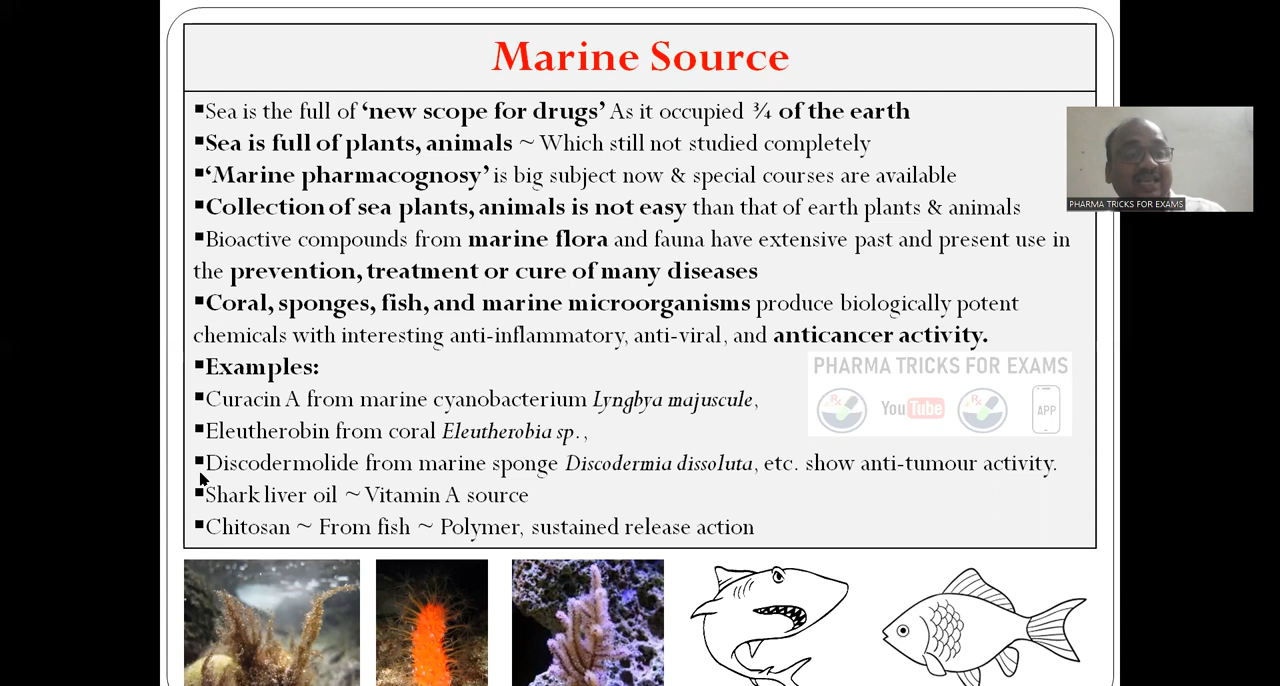 Marine Source
▪Sea is the full of ‘new scope for drugs’ As it occupied ¾ of the earth
▪Sea is full of plants, animals ~ Which still not studied completely
▪‘Marine pharmacognosy’ is big subject now & special courses are available
▪Collection of sea plants, animals is not easy than that of earth plants & animals
▪Bioactive compounds from marine flora and fauna have extensive past and present use in
the prevention, treatment or cure of many diseases
▪Coral, sponges, fish, and marine microorganisms produce biologically potent
chemicals with interesting anti-inflammatory, anti-viral, and anticancer activity.
▪Examples:
▪Curacin A from marine cyanobacterium Lyngbya majuscule,
▪Eleutherobin from coral Eleutherobia sp.,
▪Discodermolide from marine sponge Discodermia dissoluta, etc. show anti-tumour activity.
▪Shark liver oil ~ Vitamin A source
▪Chitosan ~ From fish ~ Polymer, sustained release action
PHARMA TRICKS FOR EXAMS
Rx YouTube Rx APP
PHARMA TRICKS FOR EXAMS